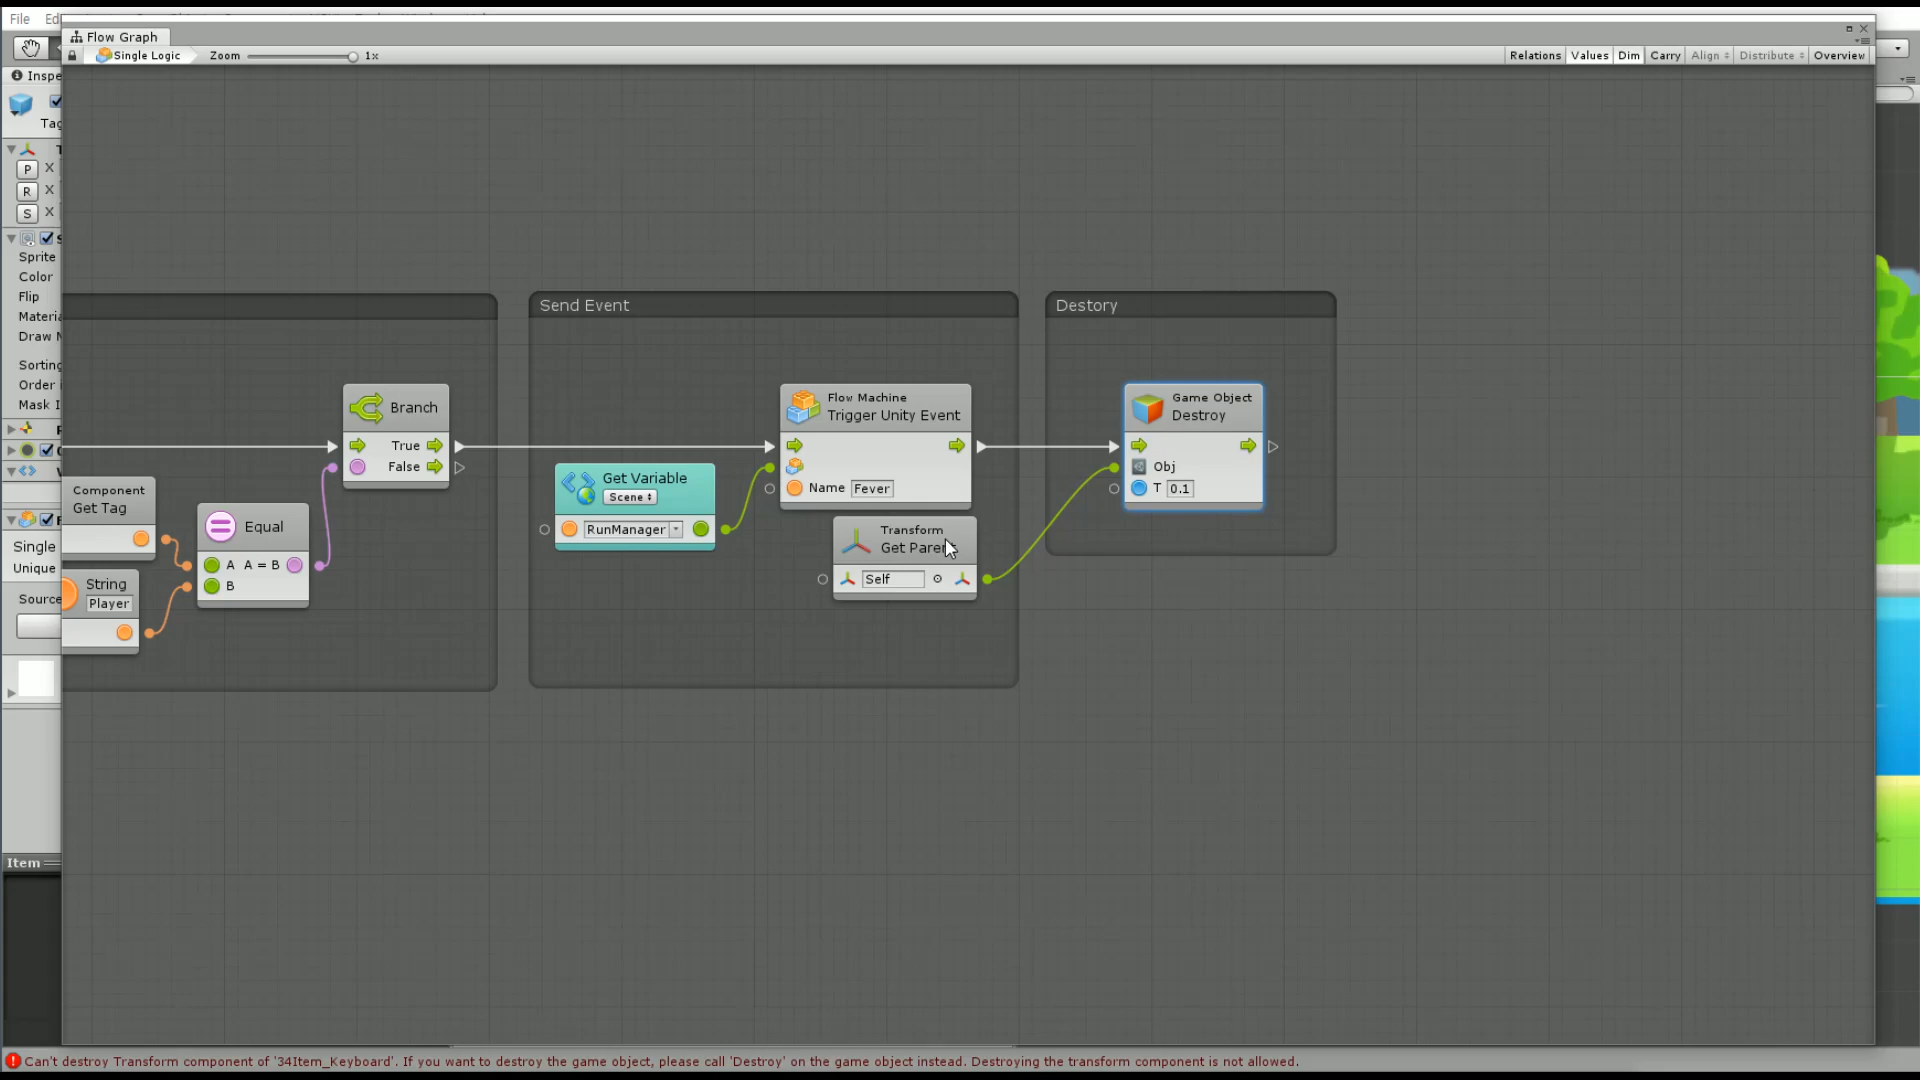 File
Flow Graph
Single Logic
Zoom
1x
Relations
Values
Dim
Carry
Align
Distribute
Overview
Inspe
Tag
P X
R X
S X
Sprite
Color
Flip
Materia
Draw M
Sorting
Order i
Mask I
Single
Unique
Source
Item
Send Event
Destory
Branch
True
False
Component
Get Tag
String
Player
Equal
A A = B
B
Get Variable
Scene
RunManager
Flow Machine
Trigger Unity Event
Name Fever
Transform
Get Paren
Self
Game Object
Destroy
Obj
T 0.1
Can't destroy Transform component of '34Item_Keyboard'. If you want to destroy the game object, please call 'Destroy' on the game object instead. Destroying the transform component is not allowed.